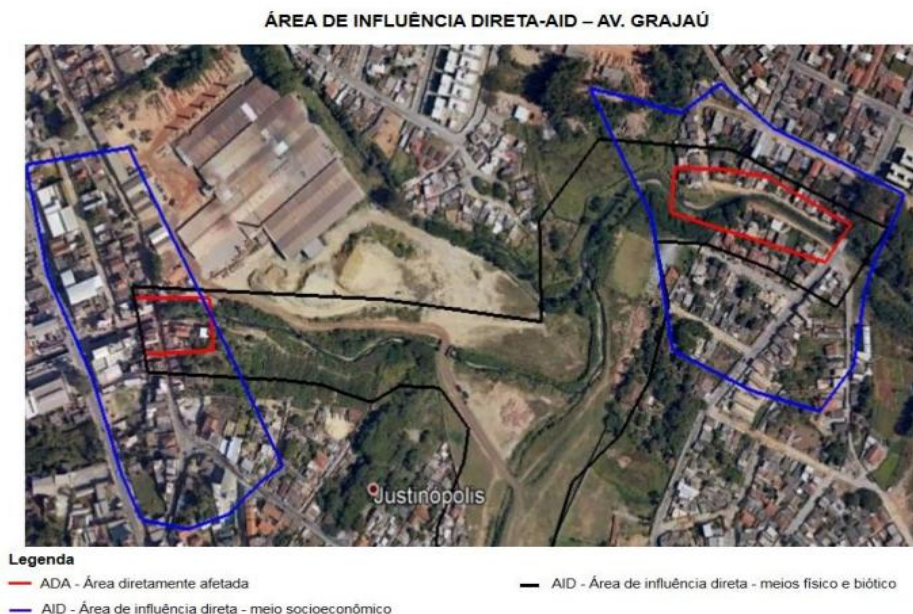 ÁREA DE INFLUÊNCIA DIRETA-AID – AV. GRAJAÚ
Justinópolis
Legenda
ADA - Área diretamente afetada
AID - Área de influência direta - meios físico e biótico
AID - Área de influência direta - meio socioeconômico